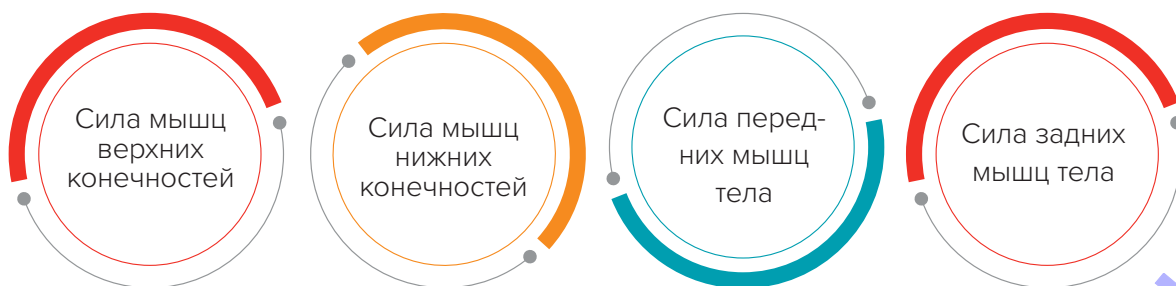 Сила мышц
верхних
конечностей
Сила мышц
нижних
конечностей
Сила перед-
них мышц
тела
Сила задних
мышц тела